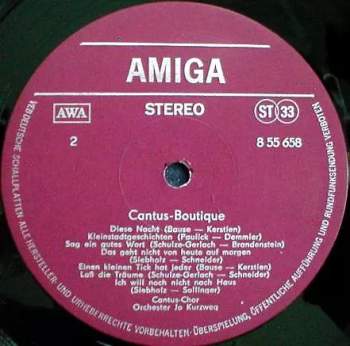 AMIGA
AWA
STEREO
ST 33
2
8 55 658
Cantus-Boutique
Diese Nacht (Bause - Kerstien)
Kleinstadtgeschichten (Paulick - Demmler)
Sag ein gutes Wort (Schulze-Gerlach - Brandenstein)
Das geht nicht von heute auf morgen
(Siebholz - Schneider)
Einen kleinen Tick hat jeder (Bause - Kerstien)
Laß die Träume (Schulze-Gerlach - Schneider)
Ich will noch nicht nach Haus
(Siebholz - Sollinger)
Cantus-Chor
Orchester Jo Kurzweg
VEB DEUTSCHE SCHALLPLATTEN ALLE HERSTELLER- UND URHEBERRECHTE VORBEHALTEN · ÜBERSPIELUNG, ÖFFENTLICHE AUFFÜHRUNG UND RUNDFUNKSENDUNG VERBOTEN